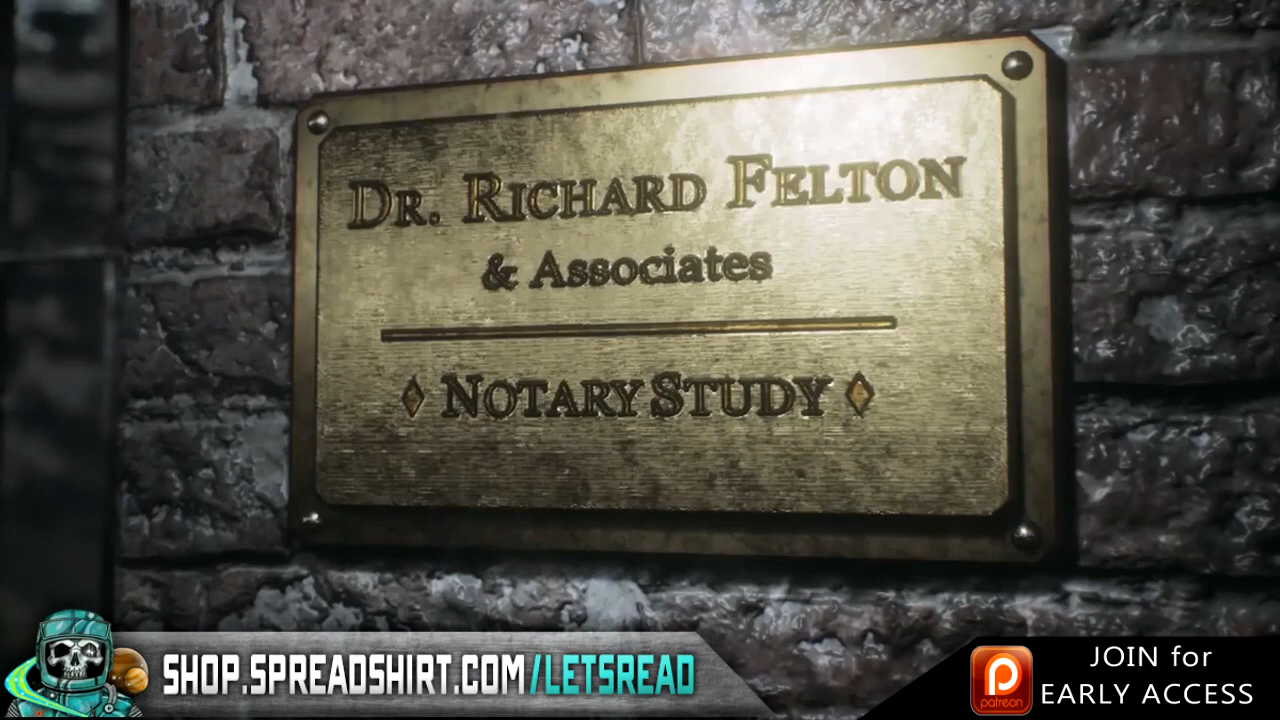 DR. RICHARD FELTON
& Associates
◊ NOTARY STUDY ◊
SHOP.SPREADSHIRT.COM/LETSREAD
patreon
JOIN for
EARLY ACCESS